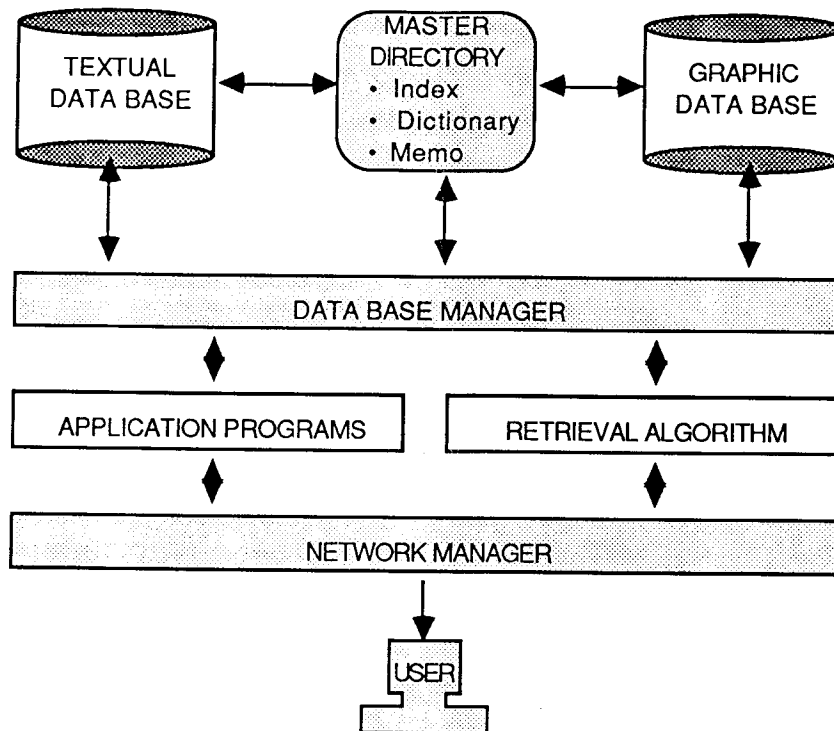 TEXTUAL
DATA BASE
MASTER
DIRECTORY
• Index
• Dictionary
• Memo
GRAPHIC
DATA BASE
DATA BASE MANAGER
APPLICATION PROGRAMS
RETRIEVAL ALGORITHM
NETWORK MANAGER
USER